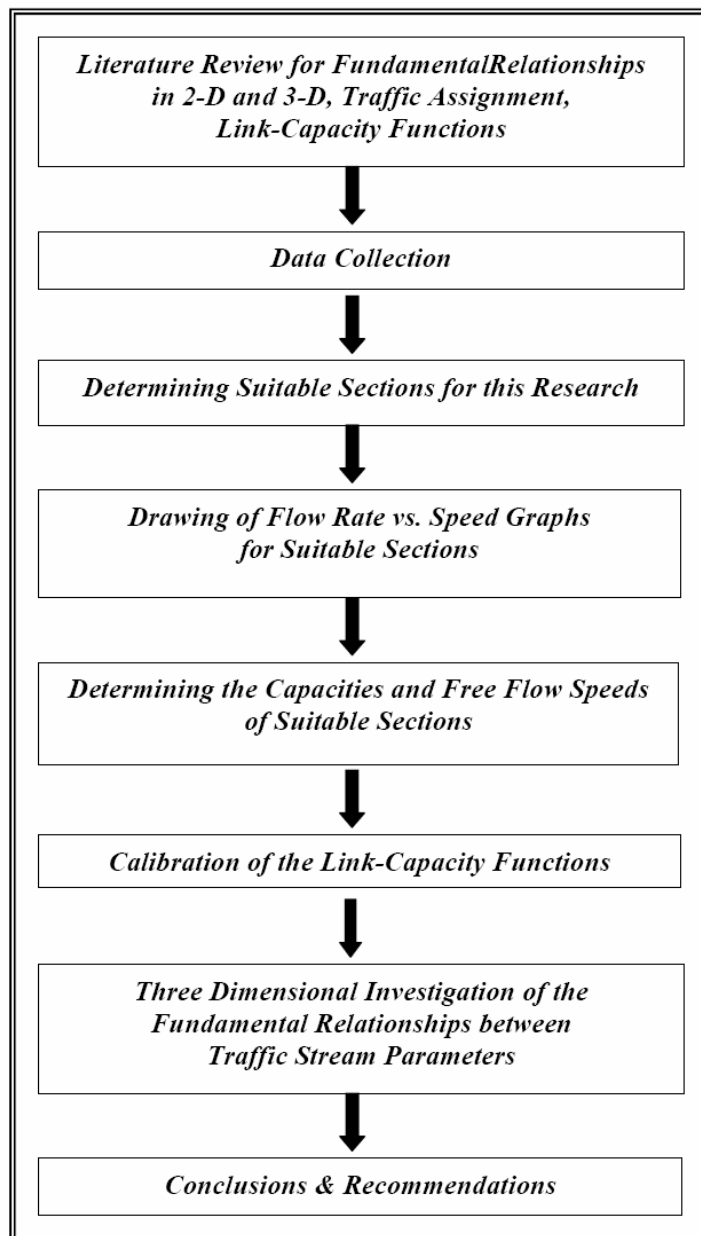 Literature Review for FundamentalRelationships
in 2-D and 3-D, Traffic Assignment,
Link-Capacity Functions
Data Collection
Determining Suitable Sections for this Research
Drawing of Flow Rate vs. Speed Graphs
for Suitable Sections
Determining the Capacities and Free Flow Speeds
of Suitable Sections
Calibration of the Link-Capacity Functions
Three Dimensional Investigation of the
Fundamental Relationships between
Traffic Stream Parameters
Conclusions & Recommendations